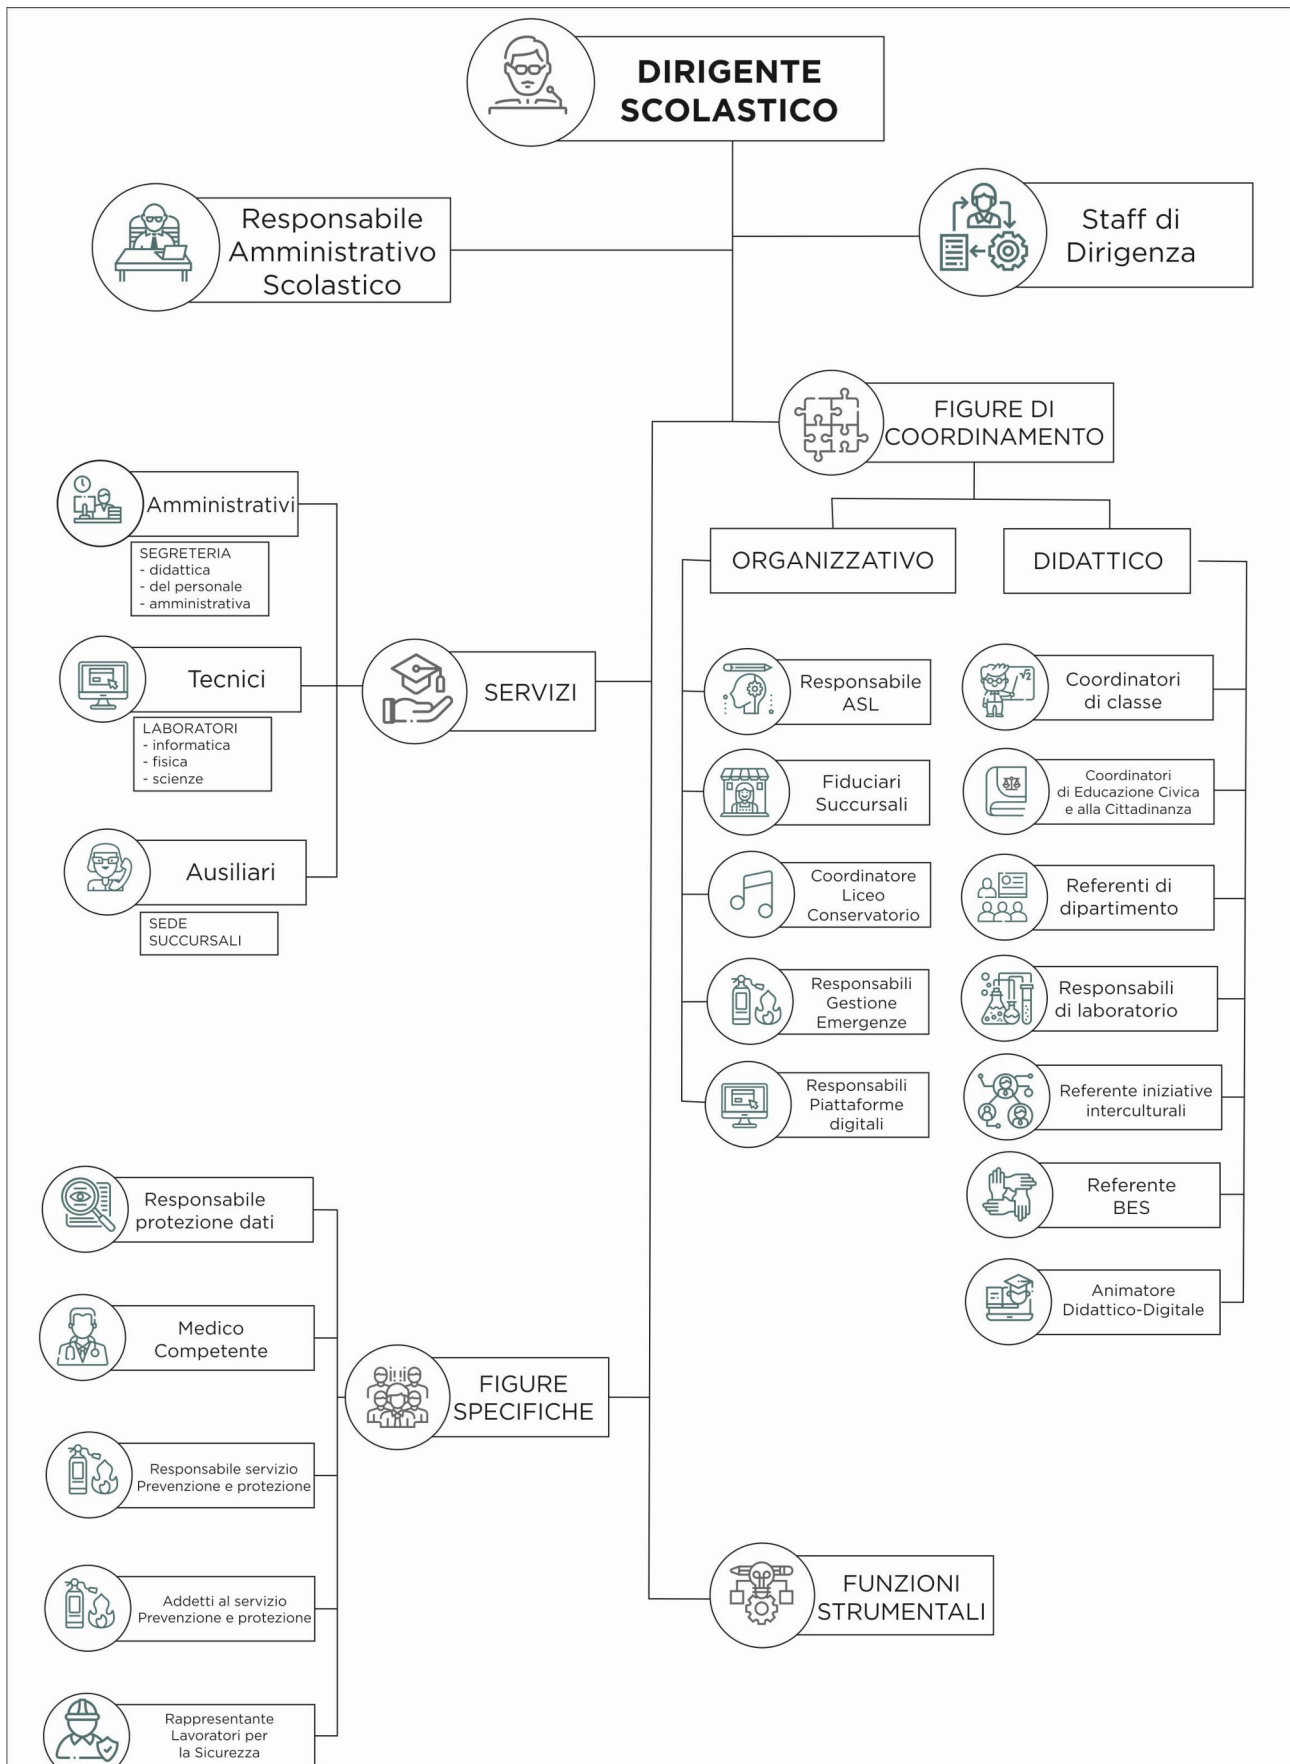 DIRIGENTE
SCOLASTICO
Responsabile
Amministrativo
Scolastico
Staff di
Dirigenza
FIGURE DI
COORDINAMENTO
Amministrativi
SEGRETERIA
- didattica
- del personale
- amministrativa
Tecnici
LABORATORI
- informatica
- fisica
- scienze
Ausiliari
SEDE
SUCCURSALI
SERVIZI
ORGANIZZATIVO
Responsabile
ASL
Fiduciari
Succursali
Coordinatore
Liceo
Conservatorio
Responsabili
Gestione
Emergenze
Responsabili
Piattaforme
digitali
DIDATTICO
√2
Coordinatori
di classe
Coordinatori
di Educazione Civica
e alla Cittadinanza
Referenti di
dipartimento
Responsabili
di laboratorio
Referente iniziative
interculturali
Referente
BES
Animatore
Didattico-Digitale
Responsabile
protezione dati
Medico
Competente
Responsabile servizio
Prevenzione e protezione
Addetti al servizio
Prevenzione e protezione
Rappresentante
Lavoratori per
la Sicurezza
FIGURE
SPECIFICHE
FUNZIONI
STRUMENTALI